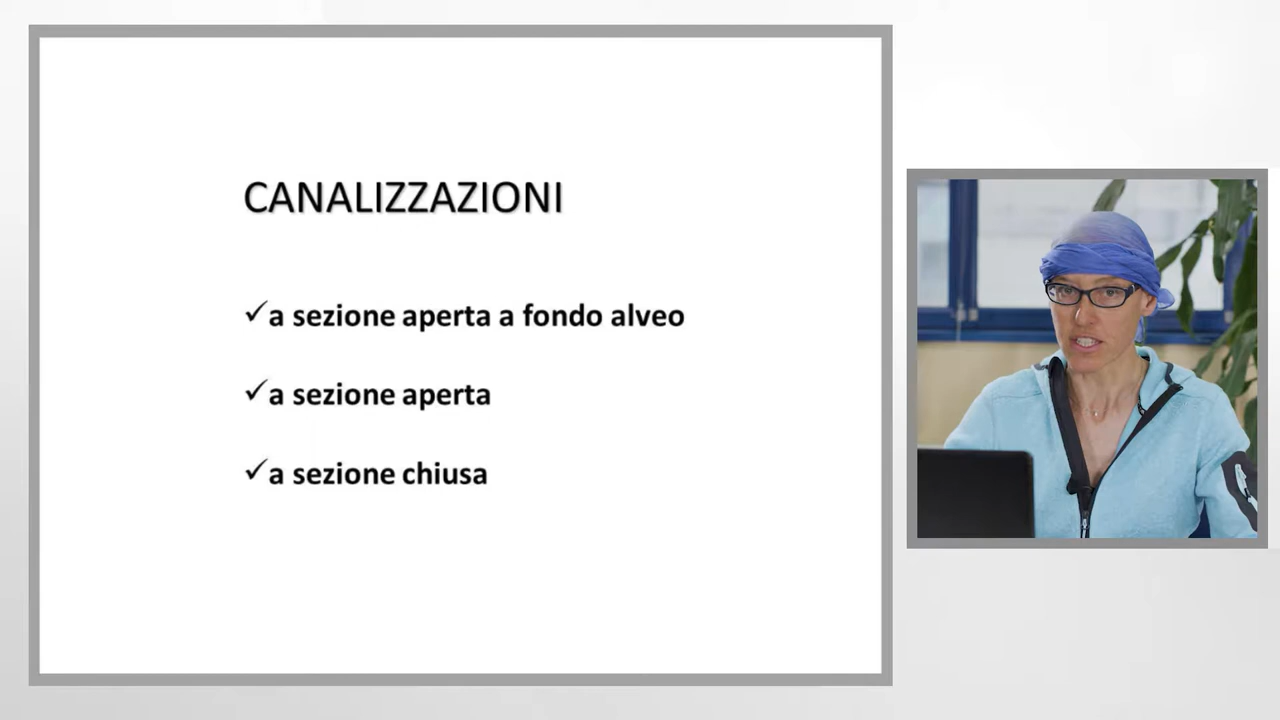 CANALIZZAZIONI
✓a sezione aperta a fondo alveo
✓a sezione aperta
✓a sezione chiusa